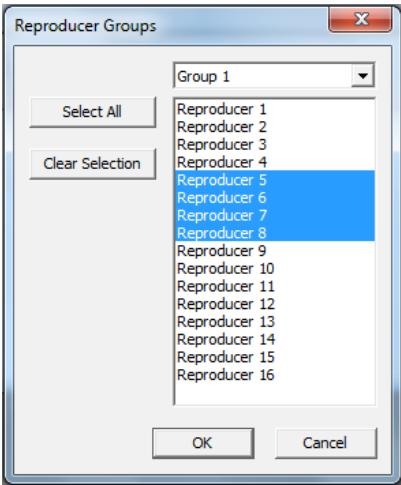 Reproducer Groups
Group 1
Select All
Clear Selection
Reproducer 1
Reproducer 2
Reproducer 3
Reproducer 4
Reproducer 5
Reproducer 6
Reproducer 7
Reproducer 8
Reproducer 9
Reproducer 10
Reproducer 11
Reproducer 12
Reproducer 13
Reproducer 14
Reproducer 15
Reproducer 16
OK
Cancel